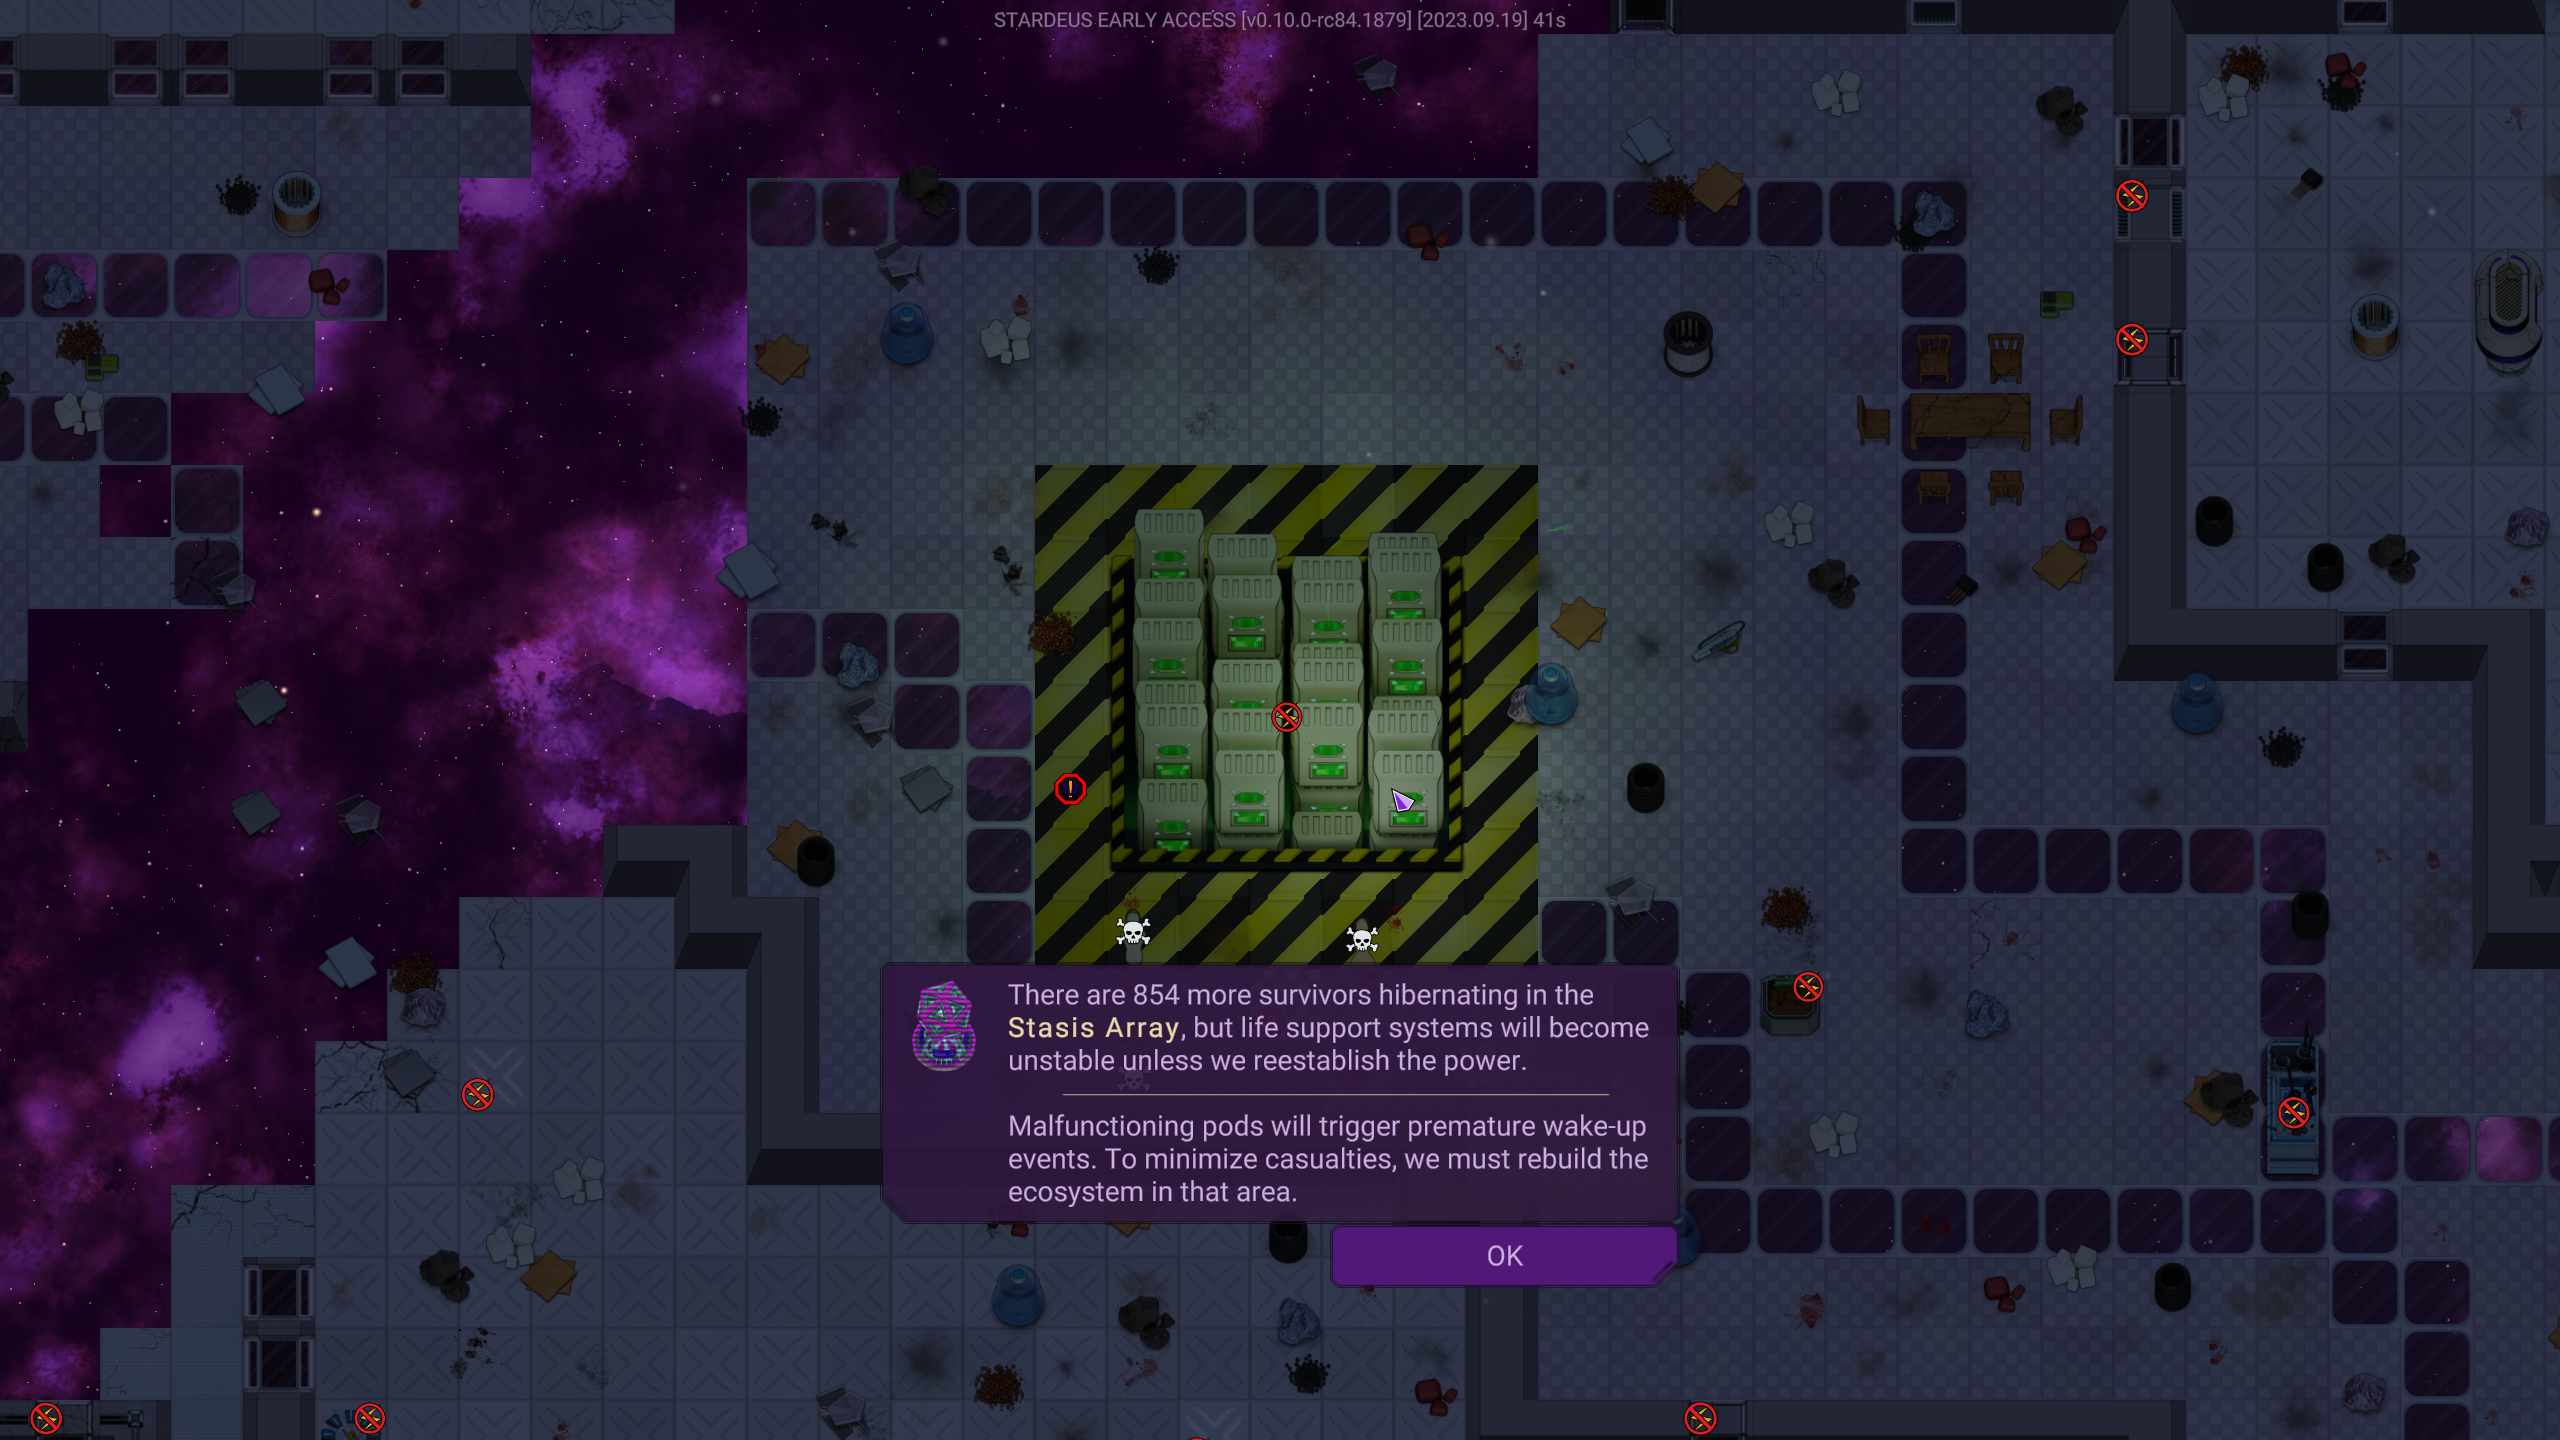 STARDEUS EARLY ACCESS [v0.10.0-rc84.1879] [2023.09.19] 41s
There are 854 more survivors hibernating in the
Stasis Array, but life support systems will become
unstable unless we reestablish the power.
Malfunctioning pods will trigger premature wake-up
events. To minimize casualties, we must rebuild the
ecosystem in that area.
OK